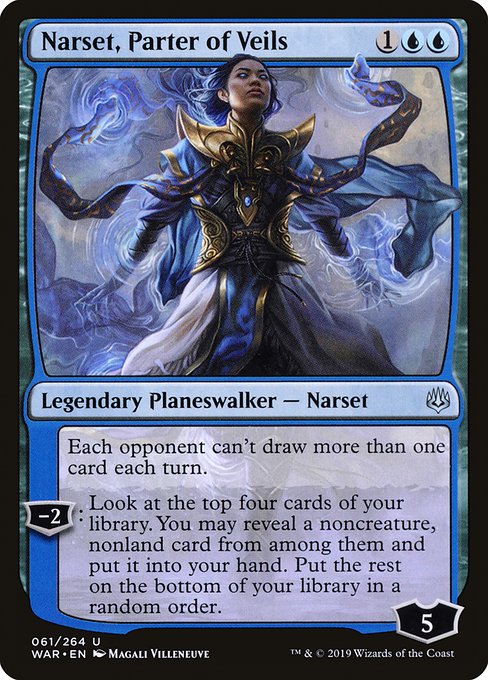 Narset, Parter of Veils 1
Legendary Planeswalker — Narset
Each opponent can't draw more than one
card each turn.
−2: Look at the top four cards of your
library. You may reveal a noncreature,
nonland card from among them and
put it into your hand. Put the rest
on the bottom of your library in a
random order.
5
061/264 U
WAR • EN Magali Villeneuve
™ & © 2019 Wizards of the Coast